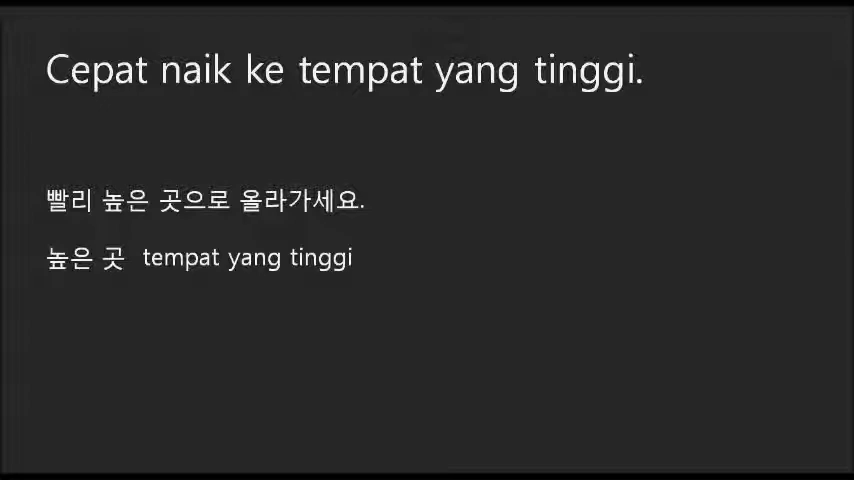 Cepat naik ke tempat yang tinggi.
빨리 높은 곳으로 올라가세요.
높은 곳 tempat yang tinggi